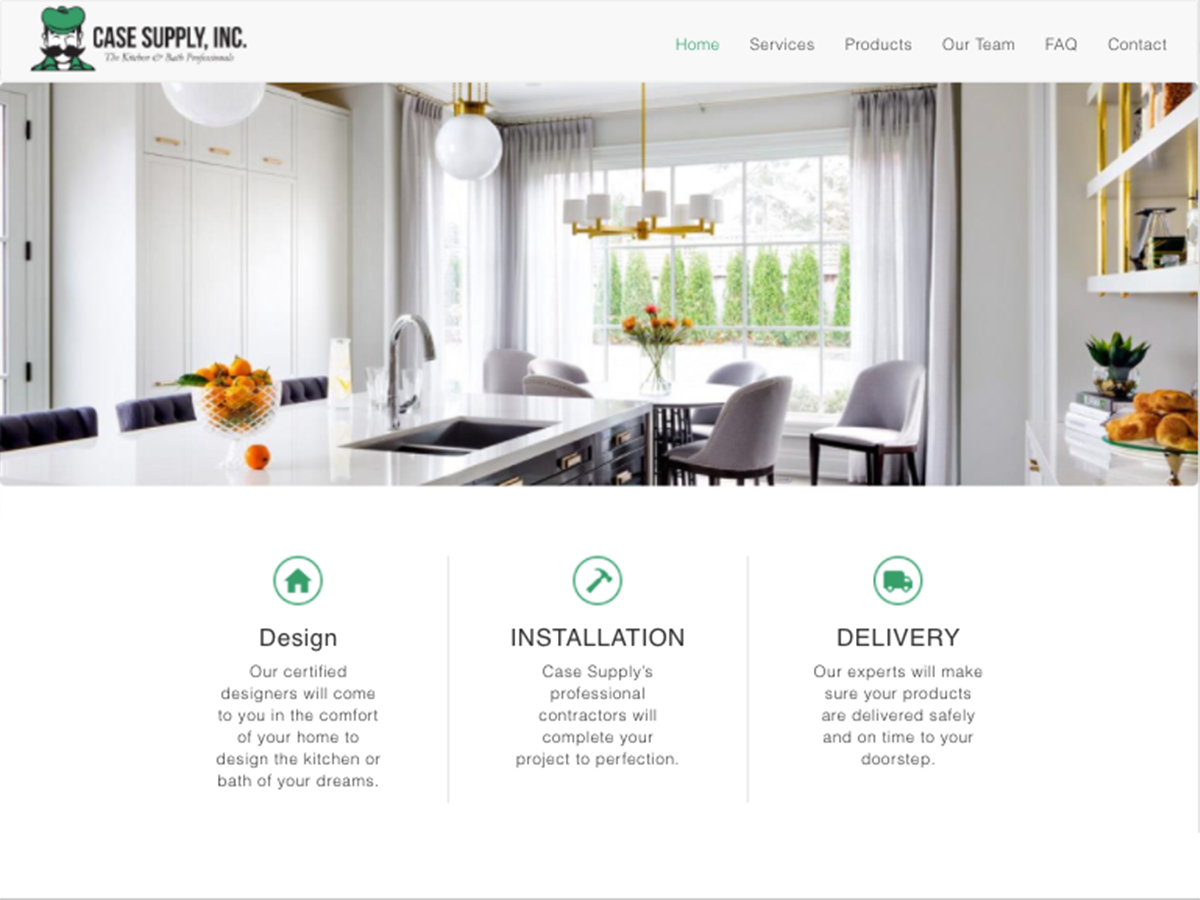 CASE SUPPLY, INC.
The Kitchen & Bath Professionals
Home Services Products Our Team FAQ Contact
Design
Our certified
designers will come
to you in the comfort
of your home to
design the kitchen or
bath of your dreams.
INSTALLATION
Case Supply's
professional
contractors will
complete your
project to perfection.
DELIVERY
Our experts will make
sure your products
are delivered safely
and on time to your
doorstep.